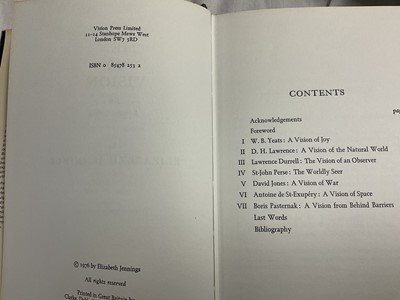 Vision Press Limited
11-14 Stanhope Mews West
London SW7 5RD
ISBN 0 85478 253 2
© 1976 by Elizabeth Jennings
All rights reserved
Printed in Great Britain
CONTENTS
Acknowledgements
Foreword
I W. B. Yeats: A Vision of Joy
II D. H. Lawrence: A Vision of the Natural World
III Lawrence Durrell: The Vision of an Observer
IV St-John Perse: The Worldly Seer
V David Jones: A Vision of War
VI Antoine de St-Exupéry: A Vision of Space
VII Boris Pasternak: A Vision from Behind Barriers
Last Words
Bibliography